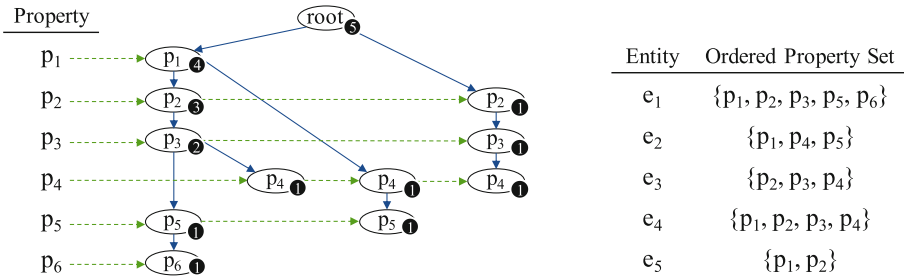 Property
root 5
p₁ p₁ 4
p₂ p₂ 3 p₂ 1
p₃ p₃ 2 p₃ 1
p₄ p₄ 1 p₄ 1 p₄ 1
p₅ p₅ 1 p₅ 1
p₆ p₆ 1
Entity Ordered Property Set
e₁ {p₁, p₂, p₃, p₅, p₆}
e₂ {p₁, p₄, p₅}
e₃ {p₂, p₃, p₄}
e₄ {p₁, p₂, p₃, p₄}
e₅ {p₁, p₂}